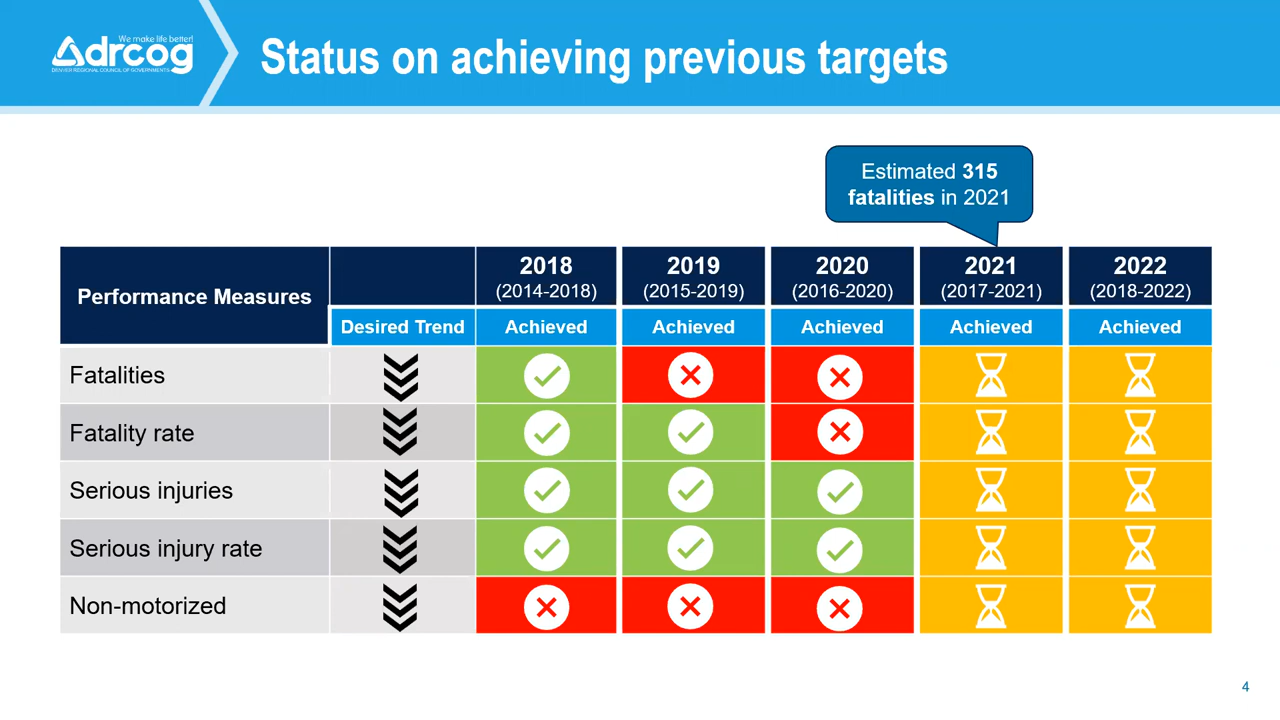 We make life better!
drcog
DENVER REGIONAL COUNCIL OF GOVERNMENTS
Status on achieving previous targets
Estimated 315
fatalities in 2021
Performance Measures
2018
(2014-2018)
2019
(2015-2019)
2020
(2016-2020)
2021
(2017-2021)
2022
(2018-2022)
Desired Trend
Achieved
Achieved
Achieved
Achieved
Achieved
Fatalities
Fatality rate
Serious injuries
Serious injury rate
Non-motorized
4